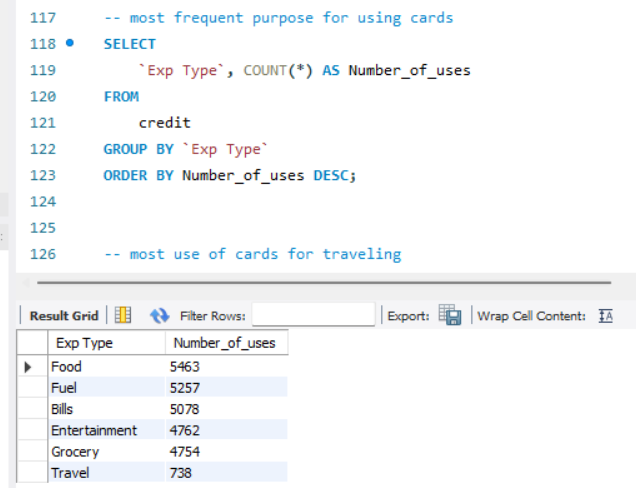 117 -- most frequent purpose for using cards
118 SELECT
119 `Exp Type`, COUNT(*) AS Number_of_uses
120 FROM
121 credit
122 GROUP BY `Exp Type`
123 ORDER BY Number_of_uses DESC;
124
125
126 -- most use of cards for traveling
Result Grid Filter Rows: Export: Wrap Cell Content:
Exp Type Number_of_uses
Food 5463
Fuel 5257
Bills 5078
Entertainment 4762
Grocery 4754
Travel 738